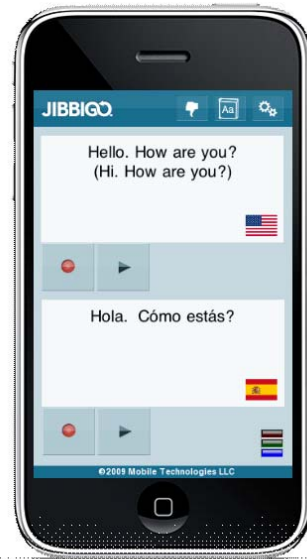 JIBBIGO
Aa
Hello. How are you?
(Hi. How are you?)
Hola. Cómo estás?
©2009 Mobile Technologies LLC